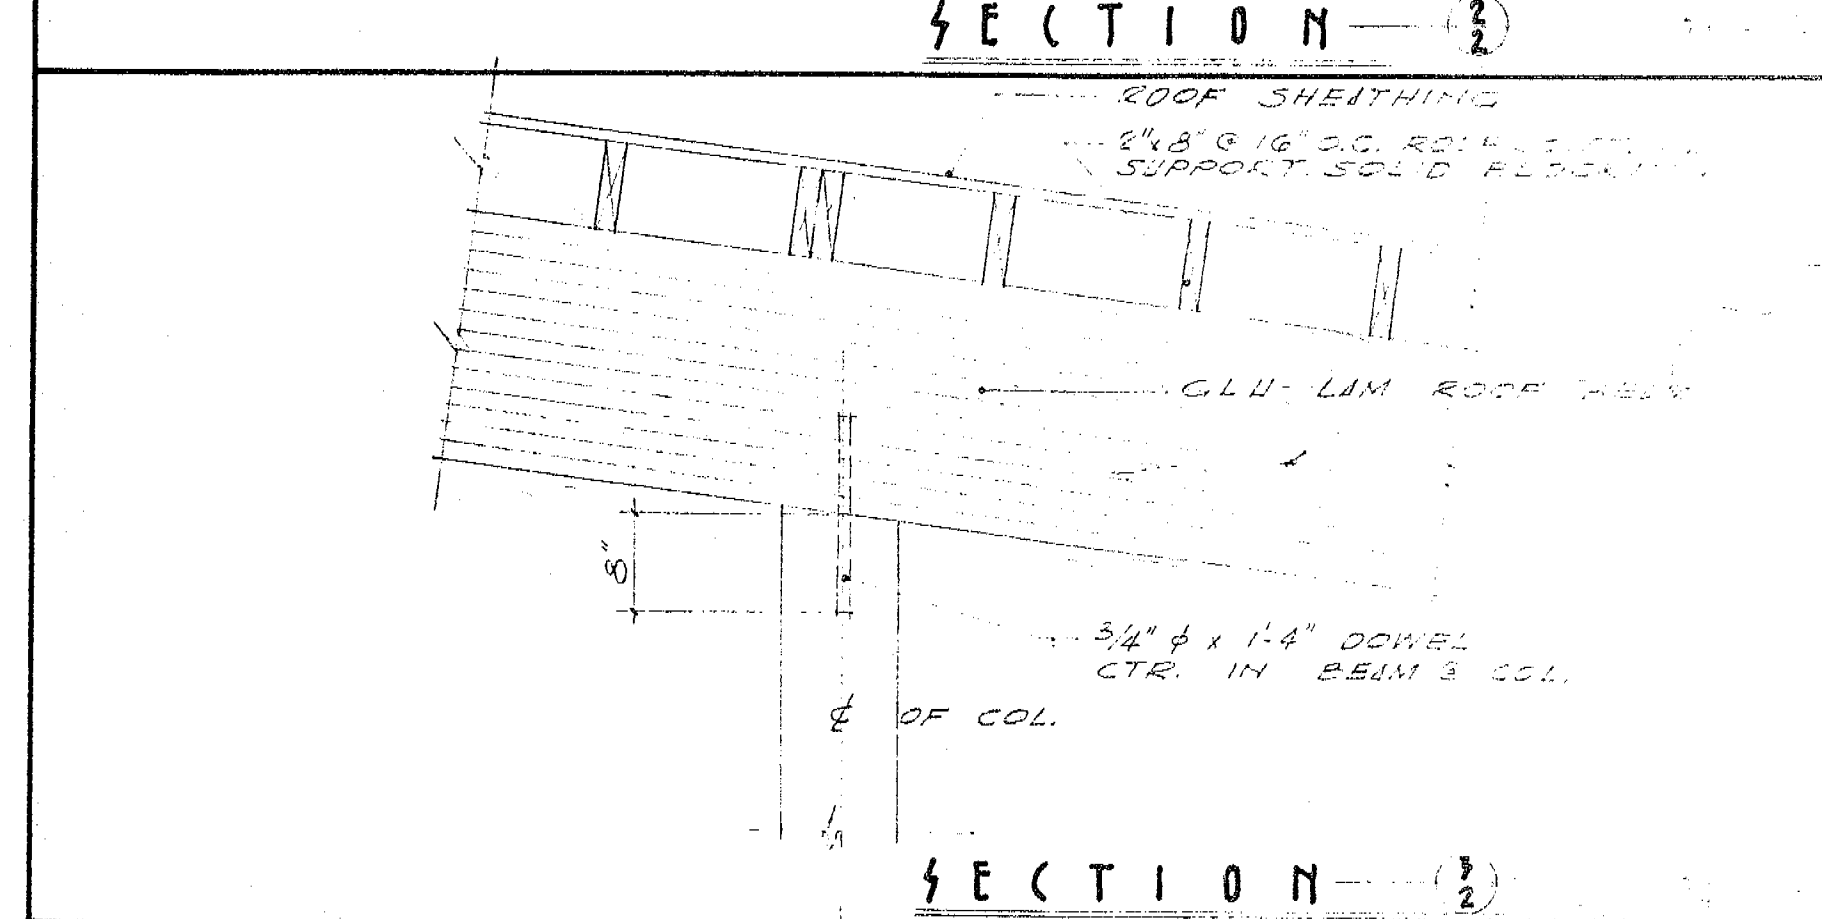 SECTION 2/2
ROOF SHEATHING
2"x8" @ 16" O.C.
SUPPORT. SOLID
GLU-LAM ROOF
8"
3/4" ϕ x 1'-4" DOWEL
CTR. IN BEAM & COL.
℄ OF COL.
SECTION 3/2